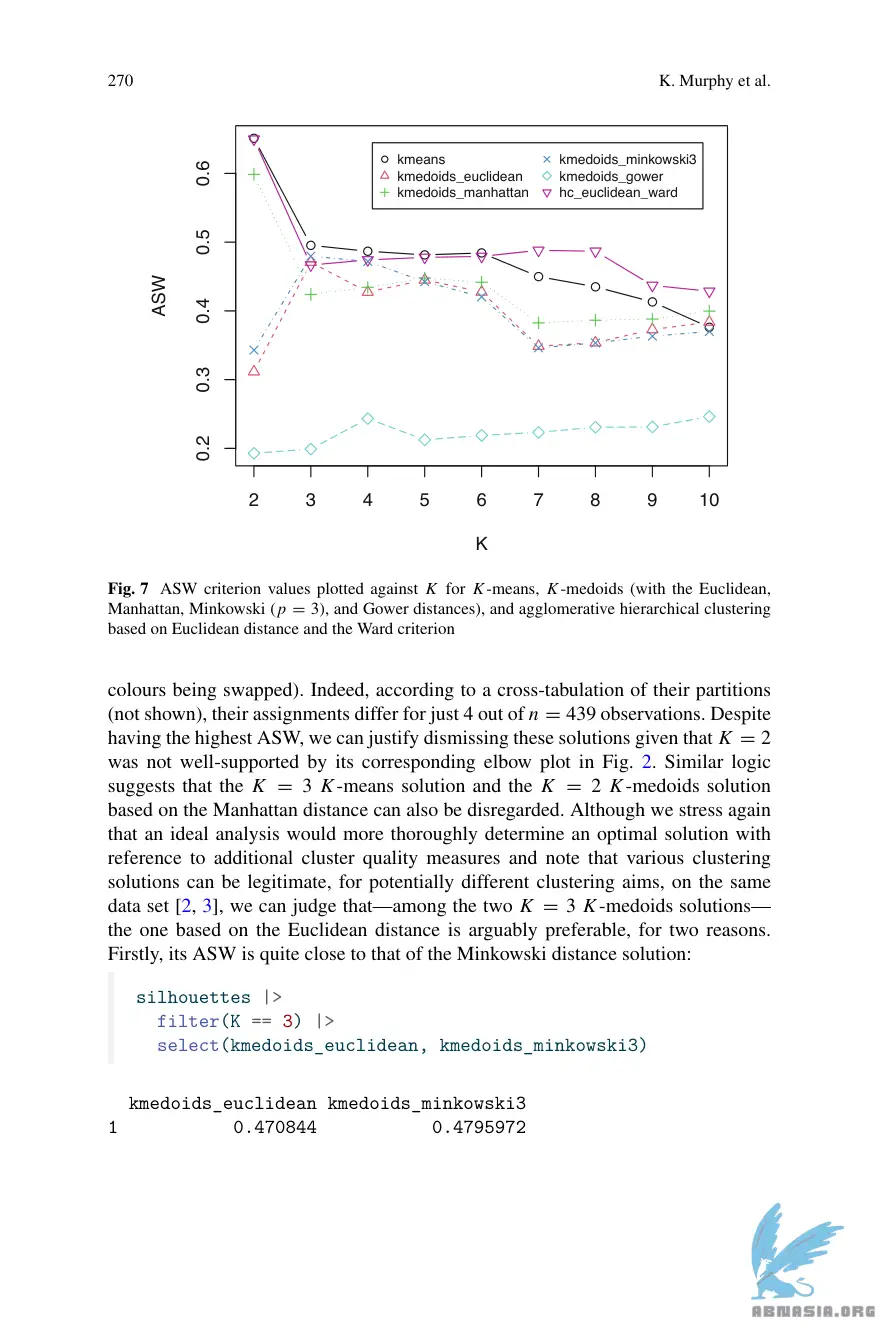 270
K. Murphy et al.
0.6
0.5
0.4
0.3
0.2
ASW
kmeans
kmedoids_euclidean
kmedoids_manhattan
kmedoids_minkowski3
kmedoids_gower
hc_euclidean_ward
2 3 4 5 6 7 8 9 10
K
Fig. 7 ASW criterion values plotted against K for K-means, K-medoids (with the Euclidean,
Manhattan, Minkowski (p = 3), and Gower distances), and agglomerative hierarchical clustering
based on Euclidean distance and the Ward criterion
colours being swapped). Indeed, according to a cross-tabulation of their partitions
(not shown), their assignments differ for just 4 out of n = 439 observations. Despite
having the highest ASW, we can justify dismissing these solutions given that K = 2
was not well-supported by its corresponding elbow plot in Fig. 2. Similar logic
suggests that the K = 3 K-means solution and the K = 2 K-medoids solution
based on the Manhattan distance can also be disregarded. Although we stress again
that an ideal analysis would more thoroughly determine an optimal solution with
reference to additional cluster quality measures and note that various clustering
solutions can be legitimate, for potentially different clustering aims, on the same
data set [2, 3], we can judge that—among the two K = 3 K-medoids solutions—
the one based on the Euclidean distance is arguably preferable, for two reasons.
Firstly, its ASW is quite close to that of the Minkowski distance solution:
silhouettes |>
filter(K == 3) |>
select(kmedoids_euclidean, kmedoids_minkowski3)
kmedoids_euclidean kmedoids_minkowski3
1 0.470844 0.4795972
ABNASIA.ORG